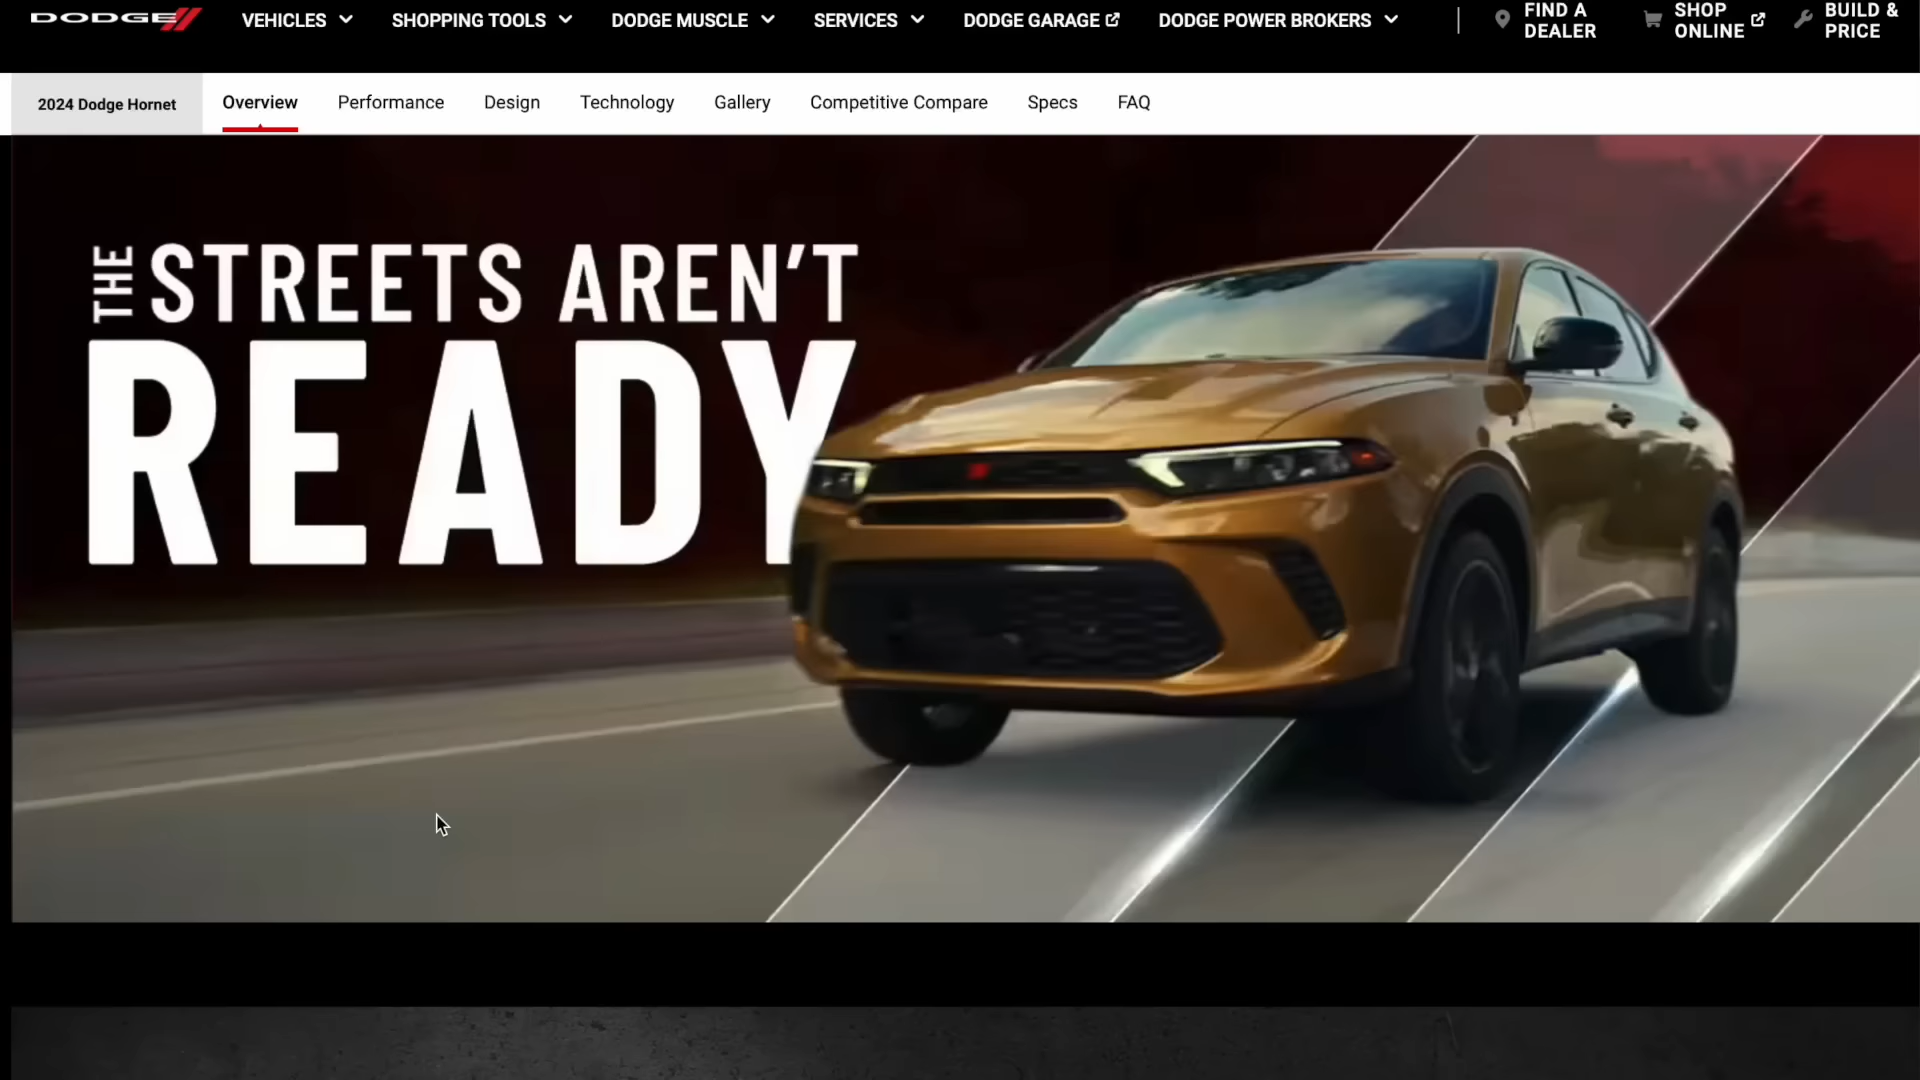 DODGE
VEHICLES
SHOPPING TOOLS
DODGE MUSCLE
SERVICES
DODGE GARAGE
DODGE POWER BROKERS
FIND A
DEALER
SHOP
ONLINE
BUILD &
PRICE
2024 Dodge Hornet
Overview
Performance
Design
Technology
Gallery
Competitive Compare
Specs
FAQ
THE STREETS AREN'T
READY